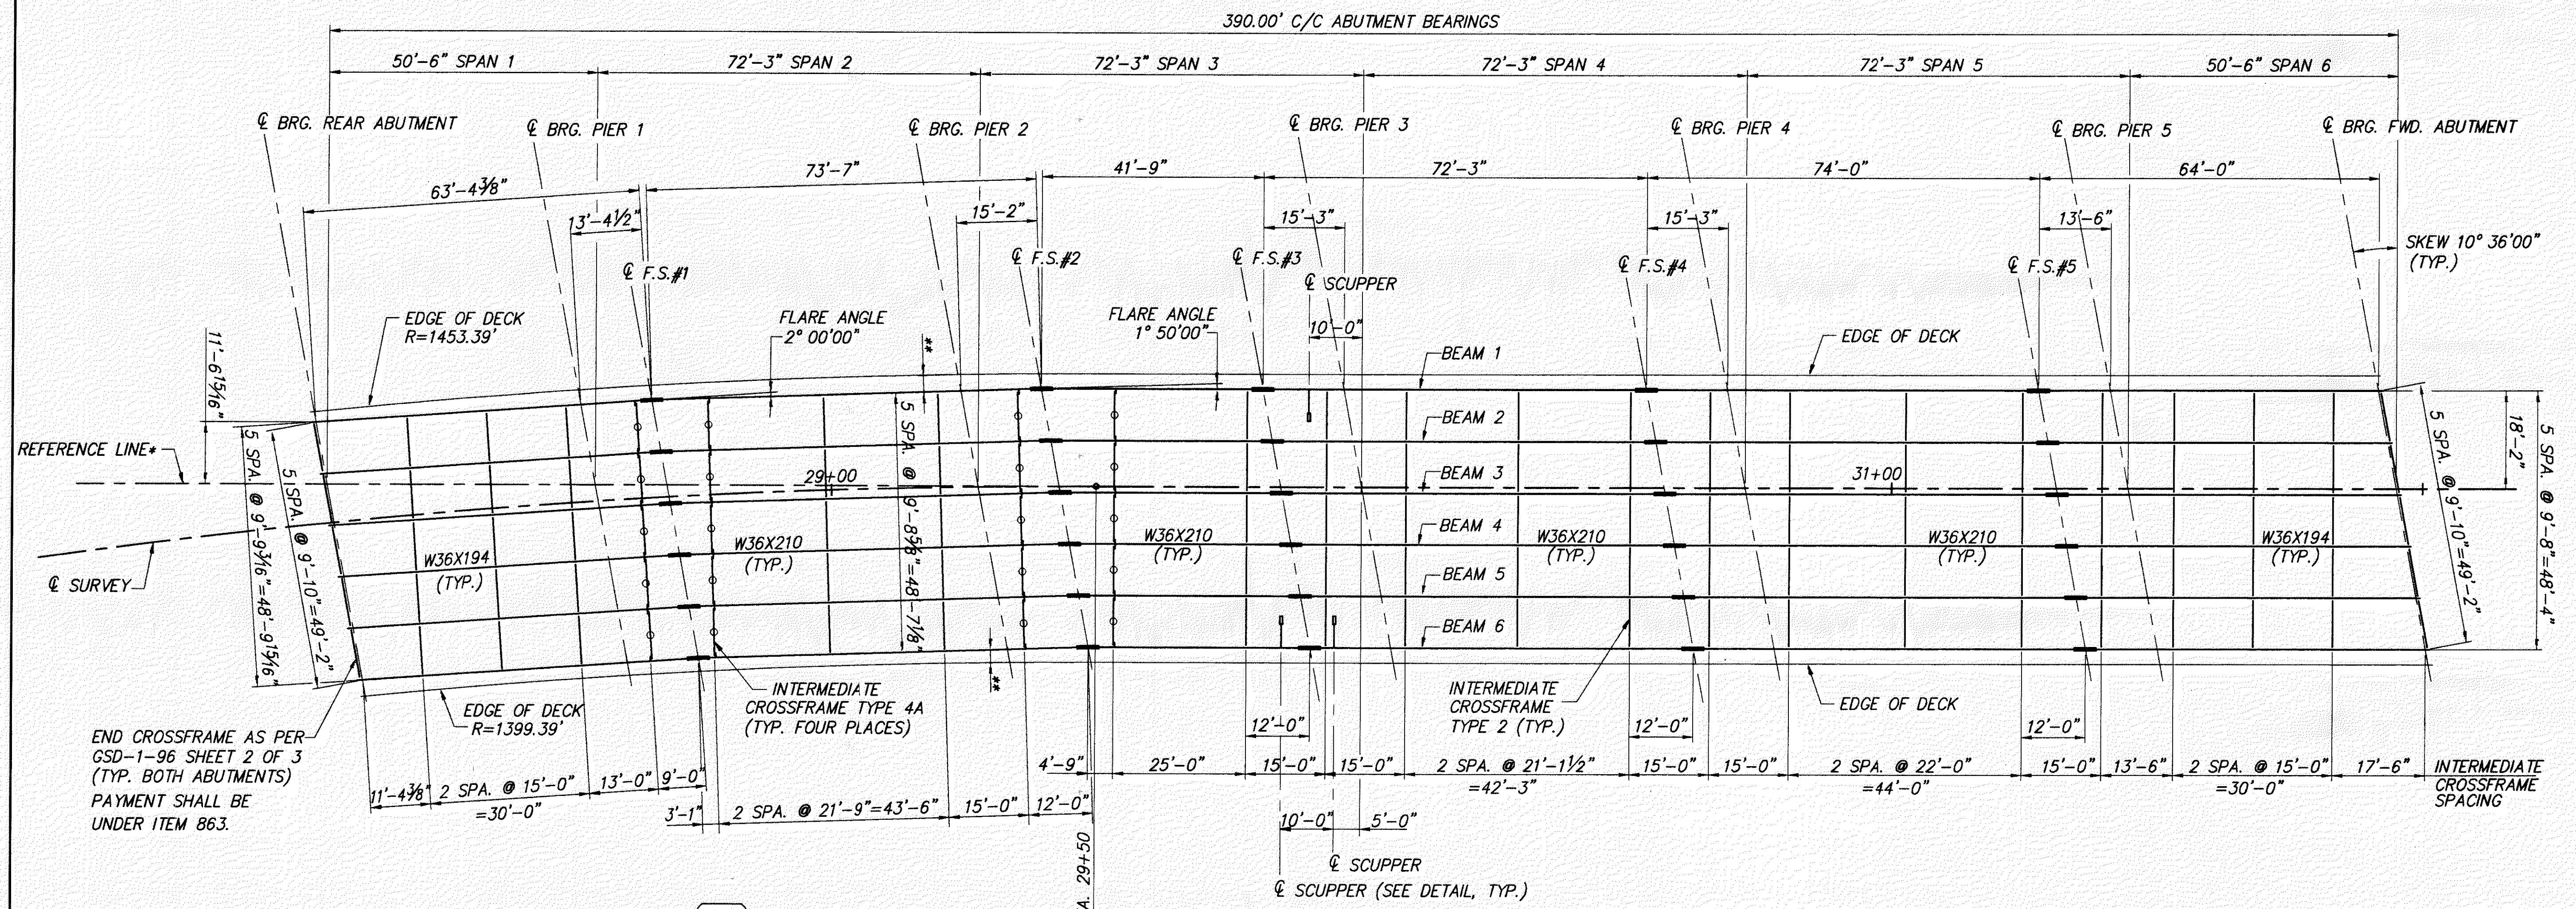 390.00' C/C ABUTMENT BEARINGS
50'-6" SPAN 1
72'-3" SPAN 2
72'-3" SPAN 3
72'-3" SPAN 4
72'-3" SPAN 5
50'-6" SPAN 6
℄ BRG. REAR ABUTMENT
℄ BRG. PIER 1
℄ BRG. PIER 2
℄ BRG. PIER 3
℄ BRG. PIER 4
℄ BRG. PIER 5
℄ BRG. FWD. ABUTMENT
63'-4⅜"
73'-7"
41'-9"
72'-3"
74'-0"
64'-0"
13'-4½"
15'-2"
15'-3"
15'-3"
13'-6"
℄ F.S.#1
℄ F.S.#2
℄ F.S.#3
℄ F.S.#4
℄ F.S.#5
SKEW 10° 36'00"
(TYP.)
℄ SCUPPER
10'-0"
EDGE OF DECK
R=1453.39'
FLARE ANGLE
2° 00'00"
**
FLARE ANGLE
1° 50'00"
EDGE OF DECK
11'-6 15/16"
BEAM 1
BEAM 2
BEAM 3
BEAM 4
BEAM 5
BEAM 6
REFERENCE LINE*
29+00
31+00
℄ SURVEY
5 SPA. @ 9'-9 3/16"=48'-9 15/16"
5 SPA. @ 9'-10"=49'-2"
5 SPA. @ 9'-8⅝"=48'-7⅛"
W36X194
(TYP.)
W36X210
(TYP.)
W36X210
(TYP.)
W36X210
(TYP.)
W36X210
(TYP.)
W36X194
(TYP.)
18'-2"
5 SPA. @ 9'-10"=49'-2"
5 SPA. @ 9'-8"=48'-4"
**
EDGE OF DECK
R=1399.39'
INTERMEDIATE
CROSSFRAME TYPE 4A
(TYP. FOUR PLACES)
INTERMEDIATE
CROSSFRAME
TYPE 2 (TYP.)
EDGE OF DECK
END CROSSFRAME AS PER
GSD-1-96 SHEET 2 OF 3
(TYP. BOTH ABUTMENTS)
PAYMENT SHALL BE
UNDER ITEM 863.
12'-0"
12'-0"
12'-0"
11'-4⅜"
2 SPA. @ 15'-0"
=30'-0"
13'-0"
9'-0"
3'-1"
2 SPA. @ 21'-9"=43'-6"
15'-0"
12'-0"
4'-9"
25'-0"
15'-0"
15'-0"
2 SPA. @ 21'-1½"
=42'-3"
15'-0"
15'-0"
2 SPA. @ 22'-0"
=44'-0"
15'-0"
13'-6"
2 SPA. @ 15'-0"
=30'-0"
17'-6"
INTERMEDIATE
CROSSFRAME
SPACING
10'-0"
5'-0"
A. 29+50
℄ SCUPPER
℄ SCUPPER (SEE DETAIL, TYP.)